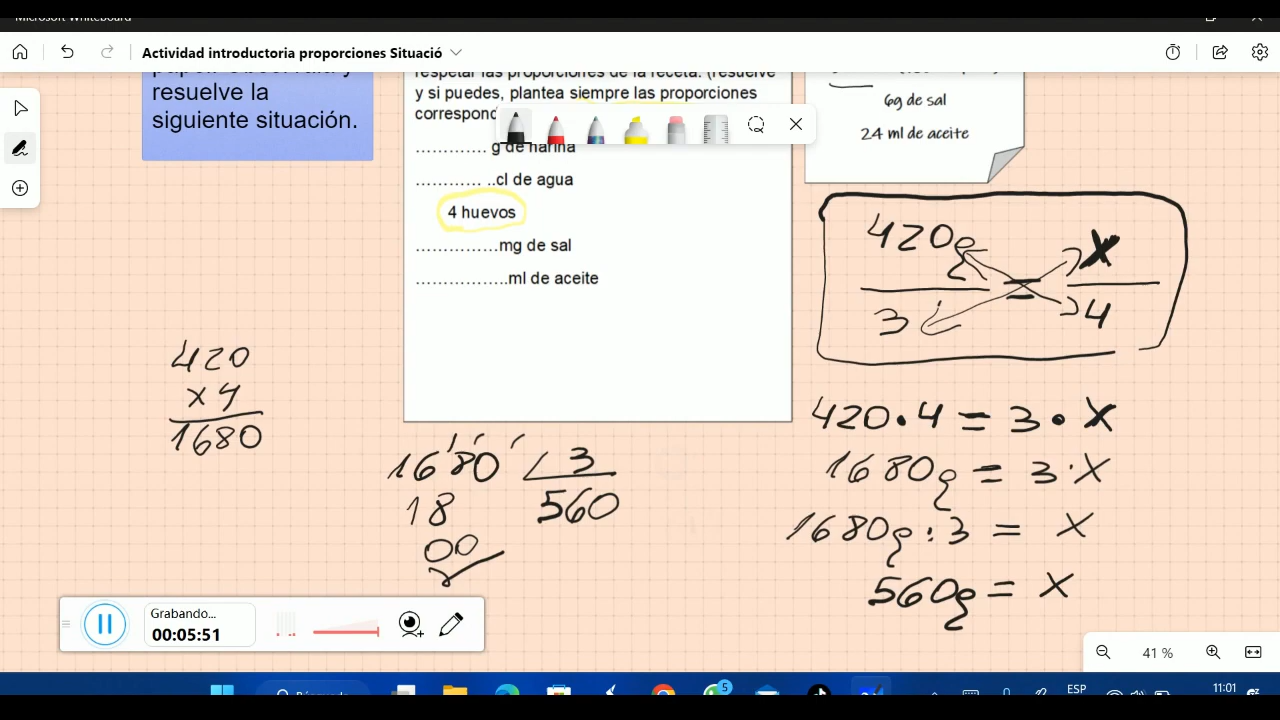 Microsoft Whiteboard
Actividad introductoria proporciones Situació
resuelve la
siguiente situación.
respetar las proporciones de la receta. (resuelve
y si puedes, plantea siempre las proporciones
correspond
............. g de harina
............ ..cl de agua
4 huevos
...............mg de sal
.................ml de aceite
6g de sal
24 ml de aceite
420g = x
3 4
420
x 4
1680
1680 3
18 560
00
420 • 4 = 3 • x
1680g = 3·x
1680g : 3 = x
560g = x
Grabando...
00:05:51
41 %
Búsqueda
5
ESP
11:01